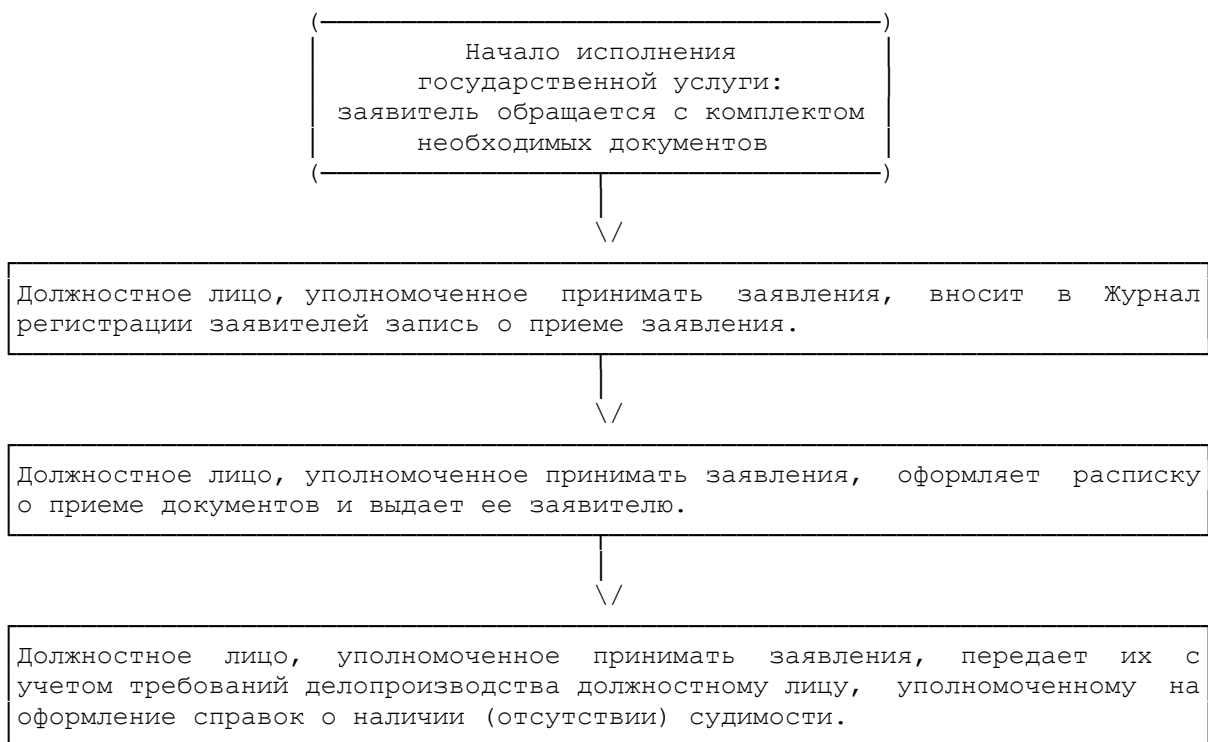 Начало исполнения
государственной услуги:
заявитель обращается с комплектом
необходимых документов
Должностное лицо, уполномоченное принимать заявления, вносит в Журнал
регистрации заявителей запись о приеме заявления.
Должностное лицо, уполномоченное принимать заявления, оформляет расписку
о приеме документов и выдает ее заявителю.
Должностное лицо, уполномоченное принимать заявления, передает их с
учетом требований делопроизводства должностному лицу, уполномоченному на
оформление справок о наличии (отсутствии) судимости.